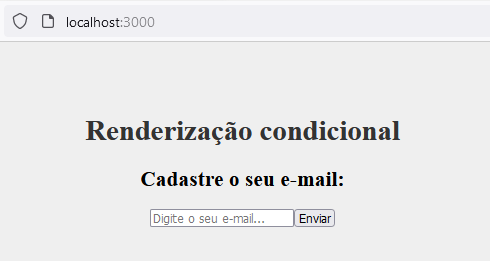 localhost:3000
Renderização condicional
Cadastre o seu e-mail:
Digite o seu e-mail... Enviar